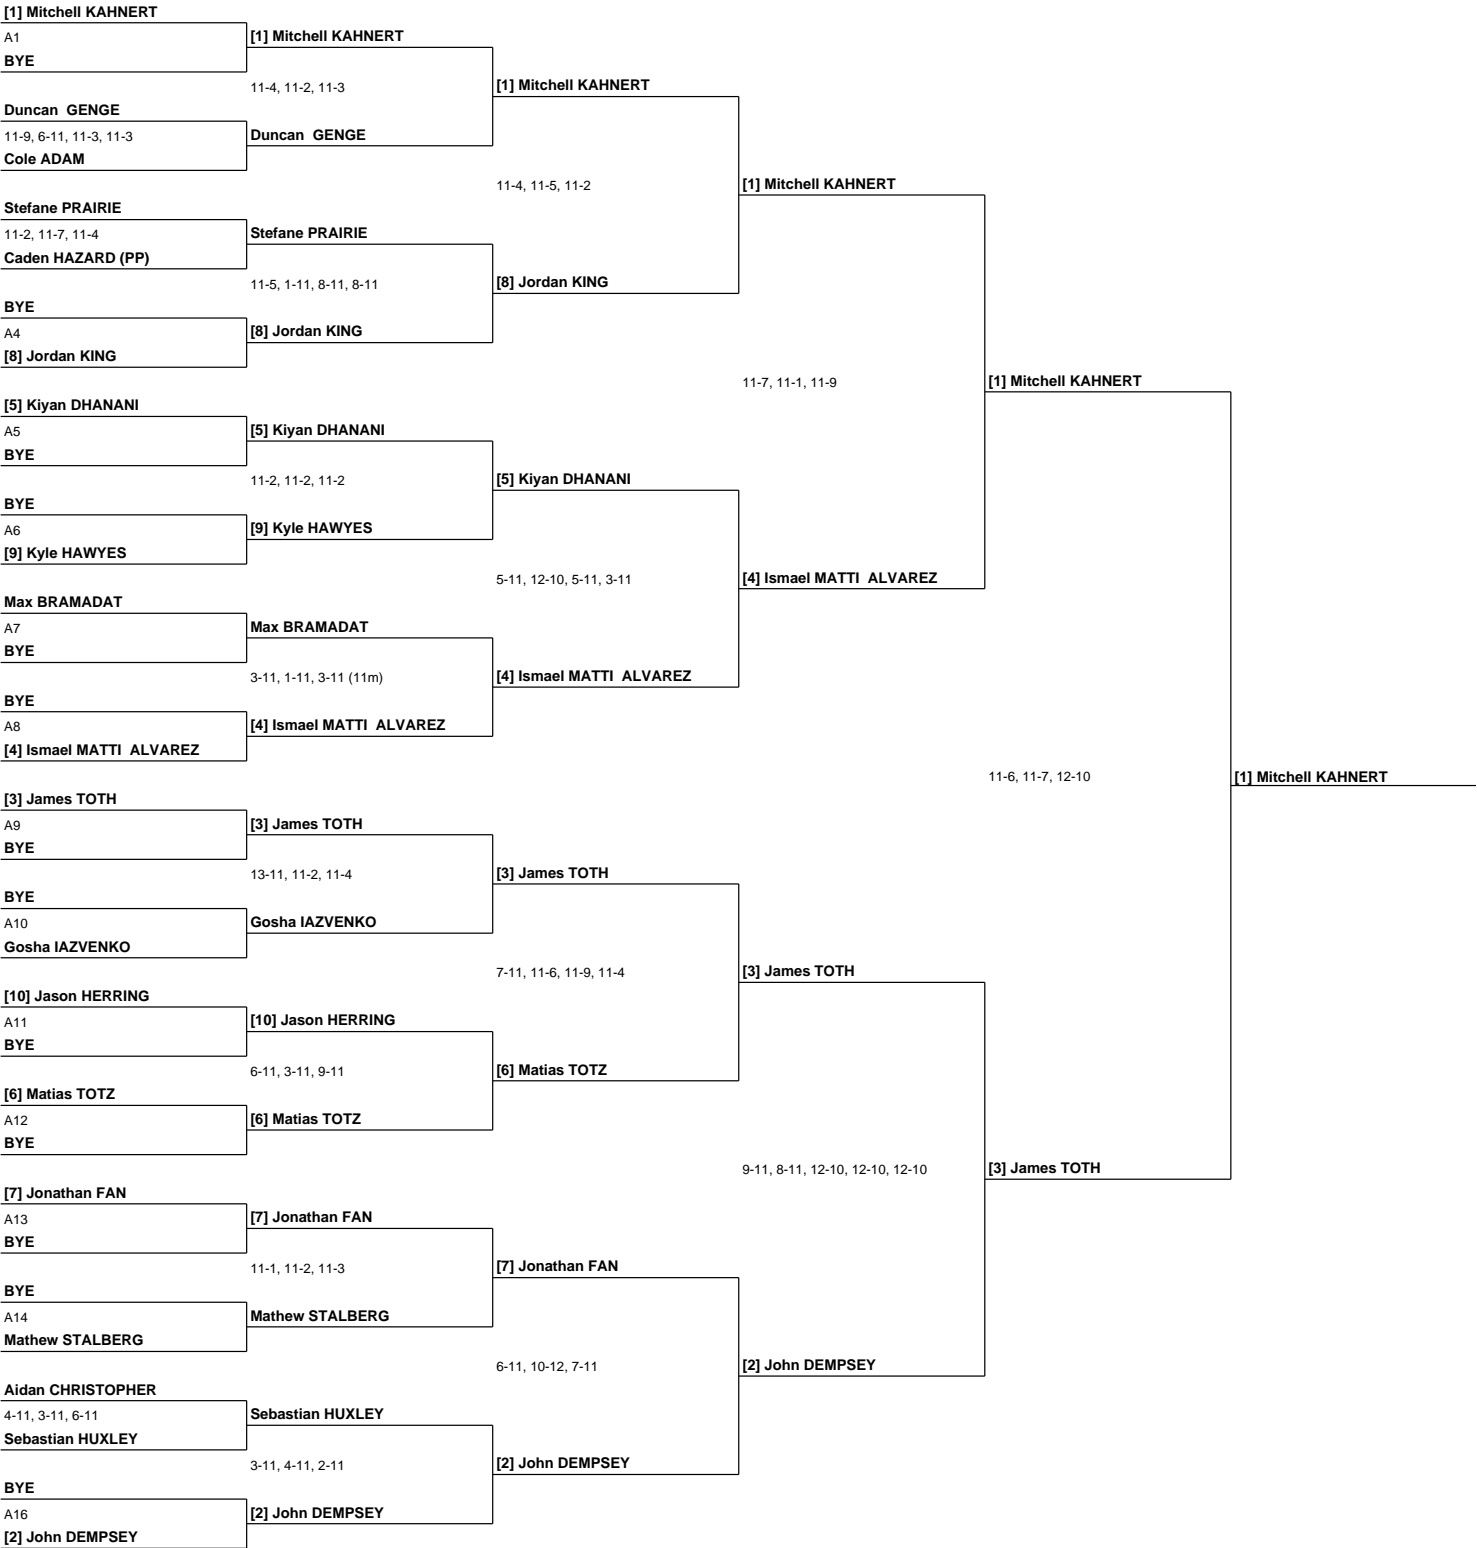 [1] Mitchell KAHNERT
A1
BYE
Duncan  GENGE
11-9, 6-11, 11-3, 11-3
Cole ADAM
Stefane PRAIRIE
11-2, 11-7, 11-4
Caden HAZARD (PP)
BYE
A4
[8] Jordan KING
[5] Kiyan DHANANI
A5
BYE
BYE
A6
[9] Kyle HAWYES
Max BRAMADAT
A7
BYE
BYE
A8
[4] Ismael MATTI  ALVAREZ
[3] James TOTH
A9
BYE
BYE
A10
Gosha IAZVENKO
[10] Jason HERRING
A11
BYE
[6] Matias TOTZ
A12
BYE
[7] Jonathan FAN
A13
BYE
BYE
A14
Mathew STALBERG
Aidan CHRISTOPHER
4-11, 3-11, 6-11
Sebastian HUXLEY
BYE
A16
[2] John DEMPSEY
[1] Mitchell KAHNERT
11-4, 11-2, 11-3
Duncan  GENGE
Stefane PRAIRIE
11-5, 1-11, 8-11, 8-11
[8] Jordan KING
[5] Kiyan DHANANI
11-2, 11-2, 11-2
[9] Kyle HAWYES
Max BRAMADAT
3-11, 1-11, 3-11 (11m)
[4] Ismael MATTI  ALVAREZ
[3] James TOTH
13-11, 11-2, 11-4
Gosha IAZVENKO
[10] Jason HERRING
6-11, 3-11, 9-11
[6] Matias TOTZ
[7] Jonathan FAN
11-1, 11-2, 11-3
Mathew STALBERG
Sebastian HUXLEY
3-11, 4-11, 2-11
[2] John DEMPSEY
[1] Mitchell KAHNERT
11-4, 11-5, 11-2
[8] Jordan KING
[5] Kiyan DHANANI
5-11, 12-10, 5-11, 3-11
[4] Ismael MATTI  ALVAREZ
[3] James TOTH
7-11, 11-6, 11-9, 11-4
[6] Matias TOTZ
[7] Jonathan FAN
6-11, 10-12, 7-11
[2] John DEMPSEY
[1] Mitchell KAHNERT
11-7, 11-1, 11-9
[4] Ismael MATTI  ALVAREZ
[3] James TOTH
9-11, 8-11, 12-10, 12-10, 12-10
[2] John DEMPSEY
[1] Mitchell KAHNERT
11-6, 11-7, 12-10
[3] James TOTH
[1] Mitchell KAHNERT